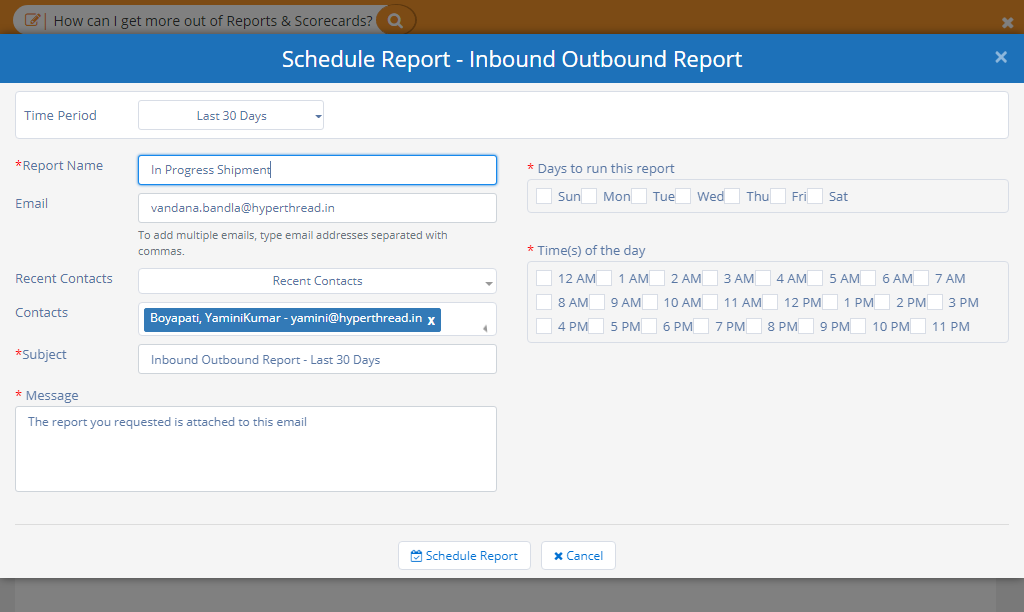 How can I get more out of Reports & Scorecards?
Schedule Report - Inbound Outbound Report
Time Period
Last 30 Days
*Report Name
In Progress Shipment
Email
vandana.bandla@hyperthread.in
To add multiple emails, type email addresses separated with
commas.
Recent Contacts
Recent Contacts
Contacts
Boyapati, YaminiKumar - yamini@hyperthread.in x
*Subject
Inbound Outbound Report - Last 30 Days
* Message
The report you requested is attached to this email
* Days to run this report
Sun Mon Tue Wed Thu Fri Sat
* Time(s) of the day
12 AM 1 AM 2 AM 3 AM 4 AM 5 AM 6 AM 7 AM
8 AM 9 AM 10 AM 11 AM 12 PM 1 PM 2 PM 3 PM
4 PM 5 PM 6 PM 7 PM 8 PM 9 PM 10 PM 11 PM
Schedule Report
Cancel